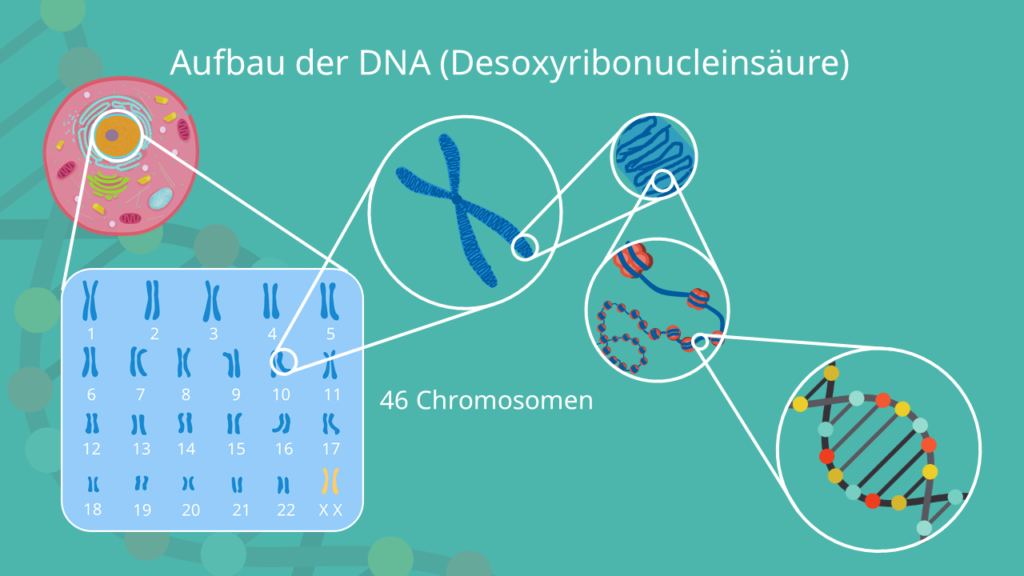 Aufbau der DNA (Desoxyribonucleinsäure)
1 2 3 4 5
6 7 8 9 10 11
46 Chromosomen
12 13 14 15 16 17
18 19 20 21 22 X X